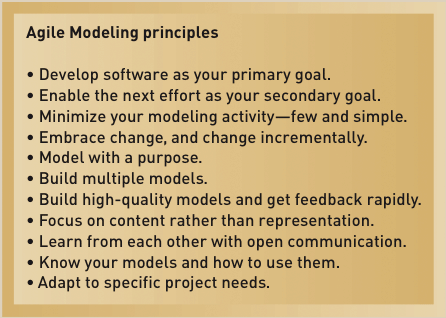 Agile Modeling principles
• Develop software as your primary goal.
• Enable the next effort as your secondary goal.
• Minimize your modeling activity—few and simple.
• Embrace change, and change incrementally.
• Model with a purpose.
• Build multiple models.
• Build high-quality models and get feedback rapidly.
• Focus on content rather than representation.
• Learn from each other with open communication.
• Know your models and how to use them.
• Adapt to specific project needs.